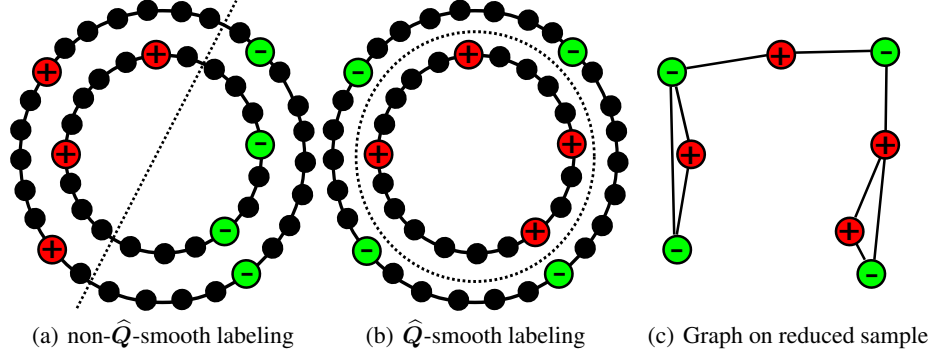 (a) non-Q̂-smooth labeling
(b) Q̂-smooth labeling
(c) Graph on reduced sample